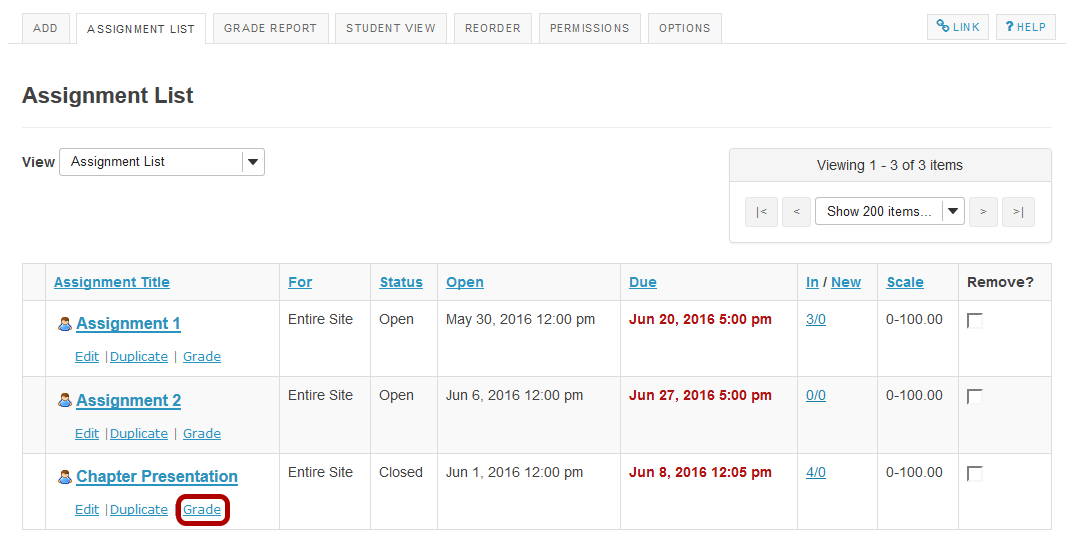 ADD ASSIGNMENT LIST GRADE REPORT STUDENT VIEW REORDER PERMISSIONS OPTIONS LINK ? HELP
Assignment List
View Assignment List
Viewing 1 - 3 of 3 items
|< < Show 200 items... > >|
Assignment Title For Status Open Due In / New Scale Remove?
Assignment 1 Entire Site Open May 30, 2016 12:00 pm Jun 20, 2016 5:00 pm 3/0 0-100.00
Edit | Duplicate | Grade
Assignment 2 Entire Site Open Jun 6, 2016 12:00 pm Jun 27, 2016 5:00 pm 0/0 0-100.00
Edit | Duplicate | Grade
Chapter Presentation Entire Site Closed Jun 1, 2016 12:00 pm Jun 8, 2016 12:05 pm 4/0 0-100.00
Edit | Duplicate Grade